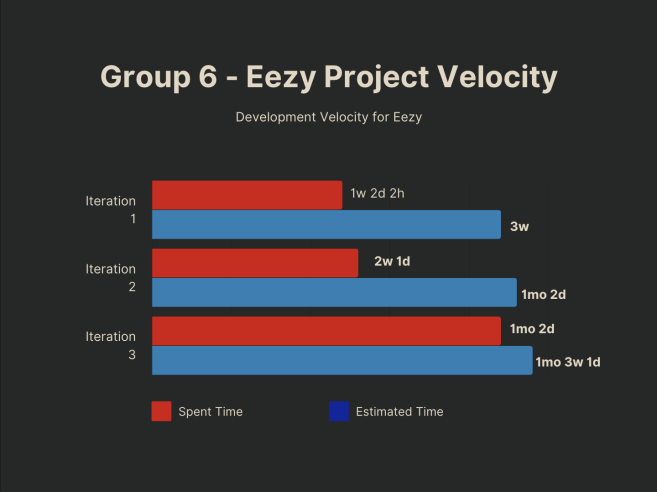 Group 6 - Eezy Project Velocity
Development Velocity for Eezy
Iteration
1
1w 2d 2h
3w
Iteration
2
2w 1d
1mo 2d
Iteration
3
1mo 2d
1mo 3w 1d
Spent Time
Estimated Time